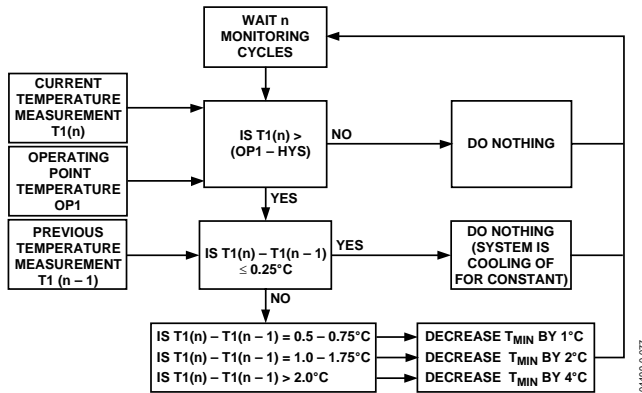 WAIT n
MONITORING
CYCLES
CURRENT
TEMPERATURE
MEASUREMENT
T1(n)
IS T1(n) >
(OP1 – HYS)
NO
DO NOTHING
OPERATING
POINT
TEMPERATURE
OP1
YES
PREVIOUS
TEMPERATURE
MEASUREMENT
T1 (n – 1)
IS T1(n) – T1(n – 1)
≤ 0.25°C
YES
DO NOTHING
(SYSTEM IS
COOLING OF
FOR CONSTANT)
NO
IS T1(n) – T1(n – 1) = 0.5 – 0.75°C
DECREASE TMIN BY 1°C
IS T1(n) – T1(n – 1) = 1.0 – 1.75°C
DECREASE TMIN BY 2°C
IS T1(n) – T1(n – 1) > 2.0°C
DECREASE TMIN BY 4°C